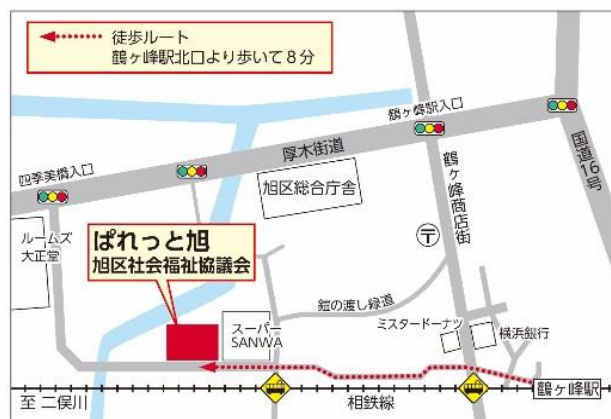 徒歩ルート
鶴ヶ峰駅北口より歩いて8分
鶴ヶ峰駅入口
厚木街道
国道16号
四季美橋入口
旭区総合庁舎
鶴ヶ峰商店街
〒
ルームズ
大正堂
ぱれっと旭
旭区社会福祉協議会
鎧の渡し緑道
スーパー
SANWA
ミスタードーナツ
横浜銀行
鶴ヶ峰駅
至 二俣川
相鉄線